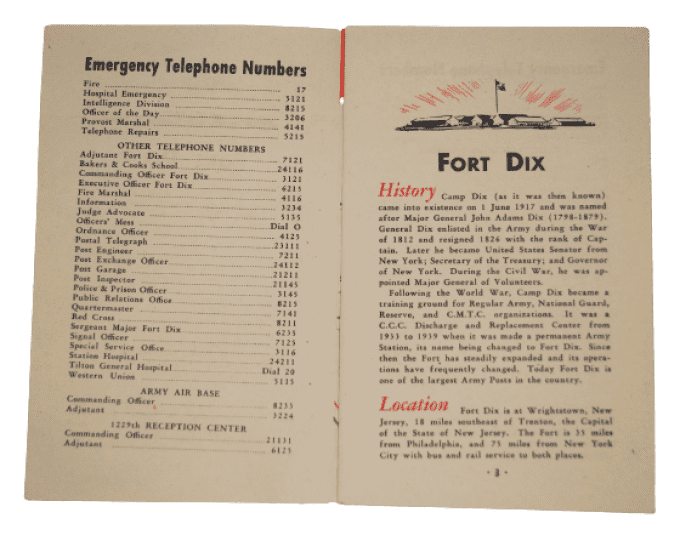 Emergency Telephone Numbers
Fire 17
Hospital Emergency 3121
Intelligence Division 8215
Officer of the Day 3206
Provost Marshal 4141
Telephone Repairs 5215
OTHER TELEPHONE NUMBERS
Adjutant Fort Dix 7121
Bakers & Cooks School 24116
Commanding Officer Fort Dix 3121
Executive Officer Fort Dix 6215
Fire Marshal 4116
Information 3234
Judge Advocate 5135
Officers' Mess Dial O
Ordnance Officer 4125
Postal Telegraph 23111
Post Engineer 7211
Post Exchange Officer 24112
Post Garage 21211
Post Inspector 21145
Police & Prison Officer 3145
Public Relations Office 8215
Quartermaster 7141
Red Cross 8211
Sergeant Major Fort Dix 6235
Signal Officer 7125
Special Service Office 3116
Station Hospital 24211
Tilton General Hospital Dial 20
Western Union 5115
ARMY AIR BASE
Commanding Officer 8233
Adjutant 3224
1229th RECEPTION CENTER
Commanding Officer 21131
Adjutant 6125
FORT DIX
History Camp Dix (as it was then known)
came into existence on 1 June 1917 and was named
after Major General John Adams Dix (1798-1879).
General Dix enlisted in the Army during the War
of 1812 and resigned 1826 with the rank of Cap-
tain. Later he became United States Senator from
New York; Secretary of the Treasury; and Governor
of New York. During the Civil War, he was ap-
pointed Major General of Volunteers.
Following the World War, Camp Dix became a
training ground for Regular Army, National Guard,
Reserve, and C.M.T.C. organizations. It was a
C.C.C. Discharge and Replacement Center from
1933 to 1939 when it was made a permanent Army
Station, its name being changed to Fort Dix. Since
then the Fort has steadily expanded and its opera-
tions have frequently changed. Today Fort Dix is
one of the largest Army Posts in the country.
Location Fort Dix is at Wrightstown, New
Jersey, 18 miles southeast of Trenton, the Capital
of the State of New Jersey. The Fort is 35 miles
from Philadelphia, and 75 miles from New York
City with bus and rail service to both places.
· 3 ·